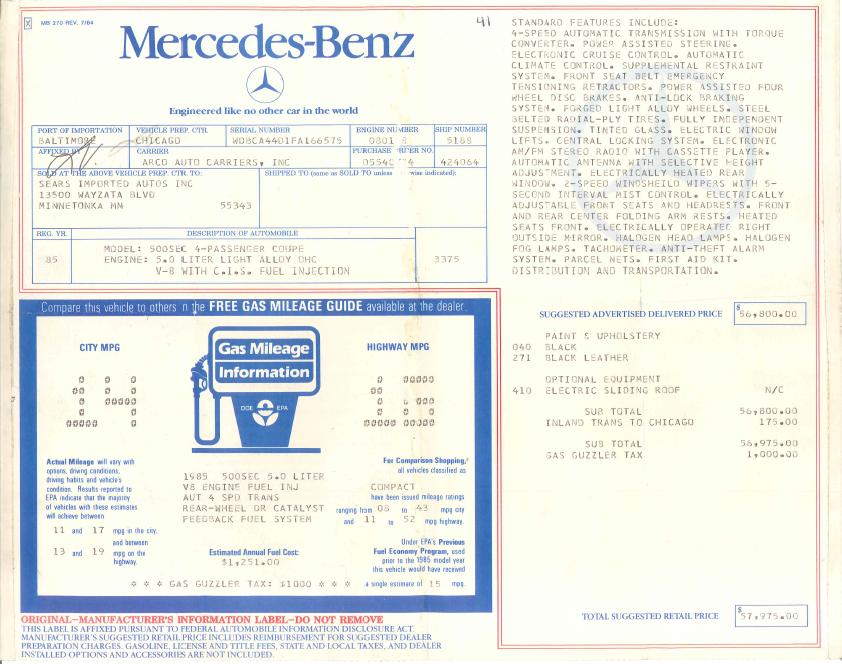 MB 270 REV. 7/84
41
Mercedes-Benz
Engineered like no other car in the world
PORT OF IMPORTATION
BALTIMORE
VEHICLE PREP. CTR.
CHICAGO
SERIAL NUMBER
WDBCA44D1FA166575
ENGINE NUMBER
SHIP NUMBER
5188
AFFIXED BY
CARRIER
ARCO AUTO CARRIERS, INC
PURCHASE ORDER NO.
424064
SOLD AT THE ABOVE VEHICLE PREP. CTR. TO:
SEARS IMPORTED AUTOS INC
13500 WAYZATA BLVD
MINNETONKA MN 55343
SHIPPED TO (same as SOLD TO unless otherwise indicated):
REG. YR.
85
DESCRIPTION OF AUTOMOBILE
MODEL: 500SEC 4-PASSENGER COUPE
ENGINE: 5.0 LITER LIGHT ALLOY OHC
V-8 WITH C.I.S. FUEL INJECTION
3375
STANDARD FEATURES INCLUDE:
4-SPEED AUTOMATIC TRANSMISSION WITH TORQUE
CONVERTER. POWER ASSISTED STEERING.
ELECTRONIC CRUISE CONTROL. AUTOMATIC
CLIMATE CONTROL. SUPPLEMENTAL RESTRAINT
SYSTEM. FRONT SEAT BELT EMERGENCY
TENSIONING RETRACTORS. POWER ASSISTED FOUR
WHEEL DISC BRAKES. ANTI-LOCK BRAKING
SYSTEM. FORGED LIGHT ALLOY WHEELS. STEEL
BELTED RADIAL-PLY TIRES. FULLY INDEPENDENT
SUSPENSION. TINTED GLASS. ELECTRIC WINDOW
LIFTS. CENTRAL LOCKING SYSTEM. ELECTRONIC
AM/FM STEREO RADIO WITH CASSETTE PLAYER.
AUTOMATIC ANTENNA WITH SELECTIVE HEIGHT
ADJUSTMENT. ELECTRICALLY HEATED REAR
WINDOW. 2-SPEED WINDSHEILD WIPERS WITH 5-
SECOND INTERVAL MIST CONTROL. ELECTRICALLY
ADJUSTABLE FRONT SEATS AND HEADRESTS. FRONT
AND REAR CENTER FOLDING ARM RESTS. HEATED
SEATS FRONT. ELECTRICALLY OPERATED RIGHT
OUTSIDE MIRROR. HALOGEN HEAD LAMPS. HALOGEN
FOG LAMPS. TACHOMETER. ANTI-THEFT ALARM
SYSTEM. PARCEL NETS. FIRST AID KIT.
DISTRIBUTION AND TRANSPORTATION.
SUGGESTED ADVERTISED DELIVERED PRICE $56,800.00
PAINT & UPHOLSTERY
040 BLACK
271 BLACK LEATHER
OPTIONAL EQUIPMENT
410 ELECTRIC SLIDING ROOF N/C
SUB TOTAL 56,800.00
INLAND TRANS TO CHICAGO 175.00
SUB TOTAL 56,975.00
GAS GUZZLER TAX 1,000.00
TOTAL SUGGESTED RETAIL PRICE $57,975.00
Compare this vehicle to others in the FREE GAS MILEAGE GUIDE available at the dealer.
CITY MPG
14
Gas Mileage
Information
DOE EPA
HIGHWAY MPG
16
Actual Mileage will vary with
options, driving conditions,
driving habits and vehicle's
condition. Results reported to
EPA indicate that the majority
of vehicles with these estimates
will achieve between
11 and 17 mpg in the city.
and between
13 and 19 mpg on the
highway.
1985 500SEC 5.0 LITER
V8 ENGINE FUEL INJ
AUT 4 SPD TRANS
REAR-WHEEL DR CATALYST
FEEDBACK FUEL SYSTEM
Estimated Annual Fuel Cost:
$1,251.00
For Comparison Shopping,
all vehicles classified as
COMPACT
have been issued mileage ratings
ranging from 08 to 43 mpg city
and 11 to 52 mpg highway.
Under EPA's Previous
Fuel Economy Program, used
prior to the 1985 model year
this vehicle would have received
a single estimate of 15 mpg.
* * * GAS GUZZLER TAX: $1000 * * *
ORIGINAL–MANUFACTURER'S INFORMATION LABEL–DO NOT REMOVE
THIS LABEL IS AFFIXED PURSUANT TO FEDERAL AUTOMOBILE INFORMATION DISCLOSURE ACT.
MANUFACTURER'S SUGGESTED RETAIL PRICE INCLUDES REIMBURSEMENT FOR SUGGESTED DEALER
PREPARATION CHARGES. GASOLINE, LICENSE AND TITLE FEES, STATE AND LOCAL TAXES, AND DEALER
INSTALLED OPTIONS AND ACCESSORIES ARE NOT INCLUDED.